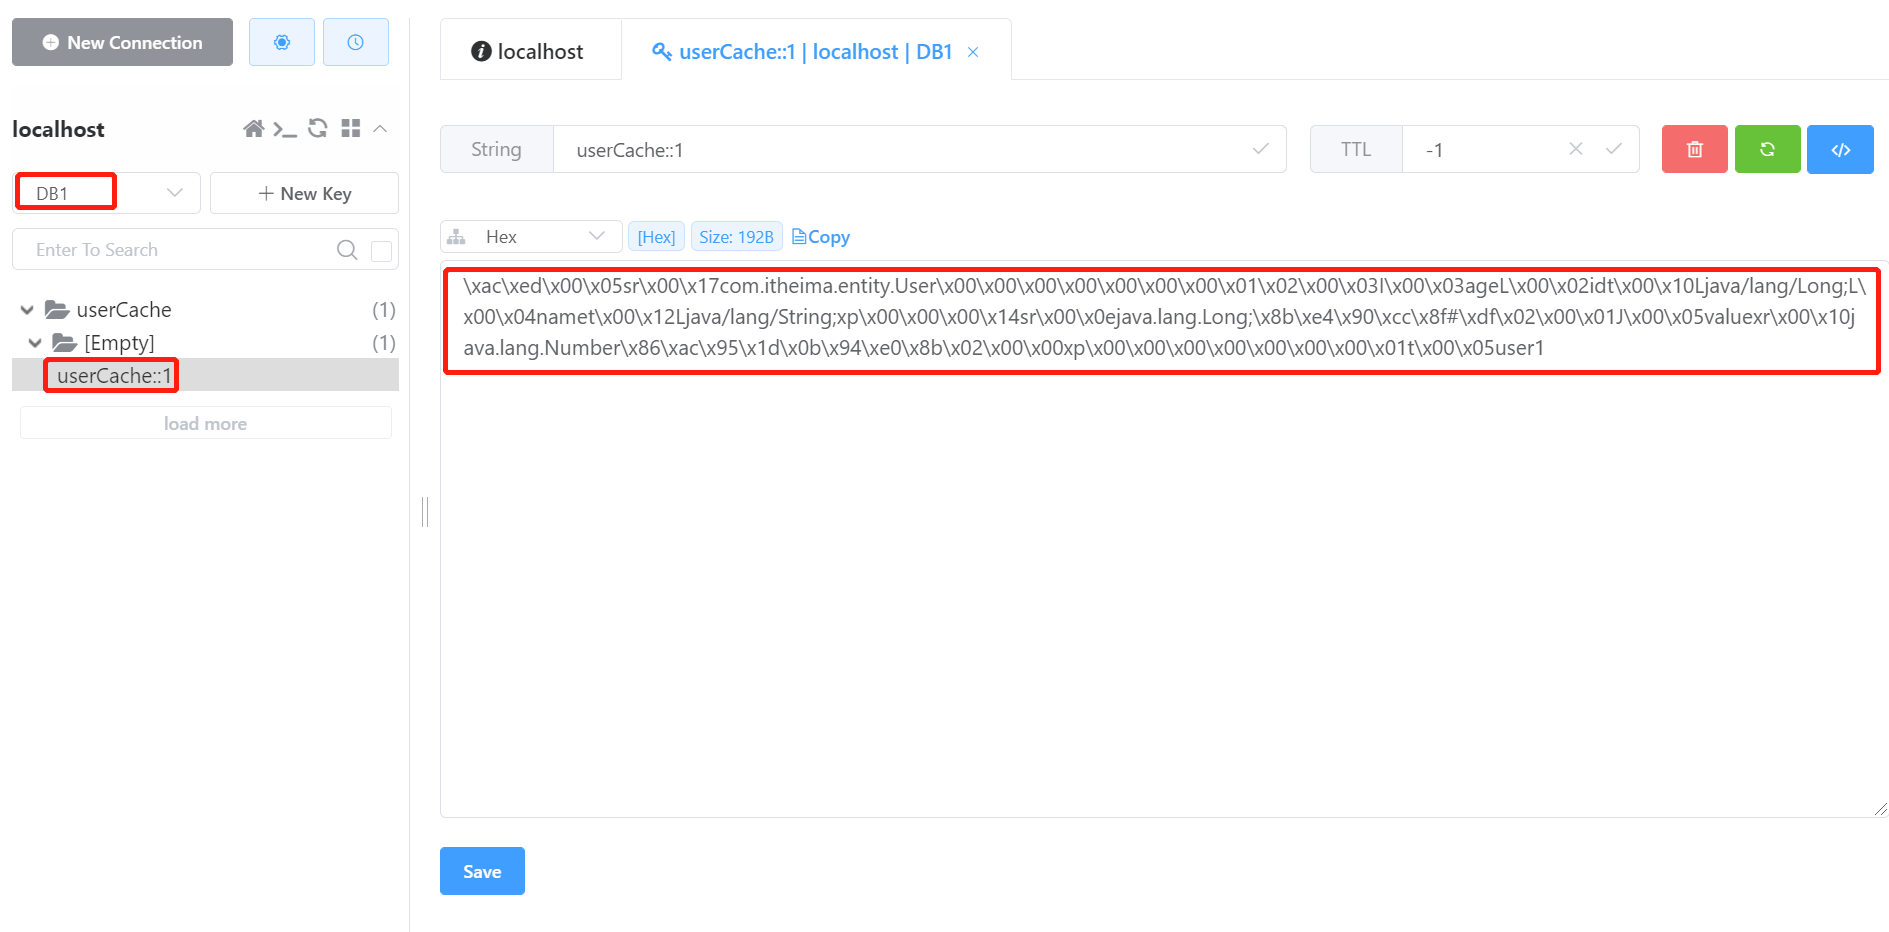 New Connection
localhost
DB1
New Key
Enter To Search
userCache (1)
[Empty] (1)
userCache::1
load more
localhost
userCache::1 | localhost | DB1
String userCache::1
TTL -1
Hex [Hex] Size: 192B Copy
\xac\xed\x00\x05sr\x00\x17com.itheima.entity.User\x00\x00\x00\x00\x00\x00\x00\x01\x02\x00\x03I\x00\x03ageL\x00\x02idt\x00\x10Ljava/lang/Long;L\
x00\x04namet\x00\x12Ljava/lang/String;xp\x00\x00\x00\x14sr\x00\x0ejava.lang.Long;\x8b\xe4\x90\xcc\x8f#\xdf\x02\x00\x01J\x00\x05valuexr\x00\x10j
ava.lang.Number\x86\xac\x95\x1d\x0b\x94\xe0\x8b\x02\x00\x00xp\x00\x00\x00\x00\x00\x00\x00\x01t\x00\x05user1
Save